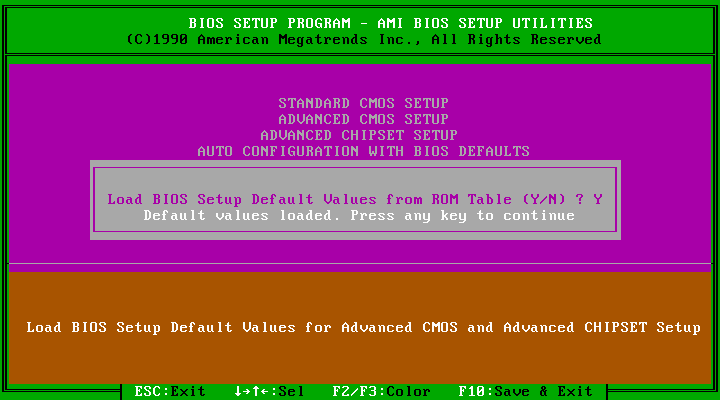 BIOS SETUP PROGRAM - AMI BIOS SETUP UTILITIES
(C)1990 American Megatrends Inc., All Rights Reserved
STANDARD CMOS SETUP
ADVANCED CMOS SETUP
ADVANCED CHIPSET SETUP
AUTO CONFIGURATION WITH BIOS DEFAULTS
Load BIOS Setup Default Values from ROM Table (Y/N) ? Y
Default values loaded. Press any key to continue
Load BIOS Setup Default Values for Advanced CMOS and Advanced CHIPSET Setup
ESC:Exit ↓→↑←:Sel F2/F3:Color F10:Save & Exit